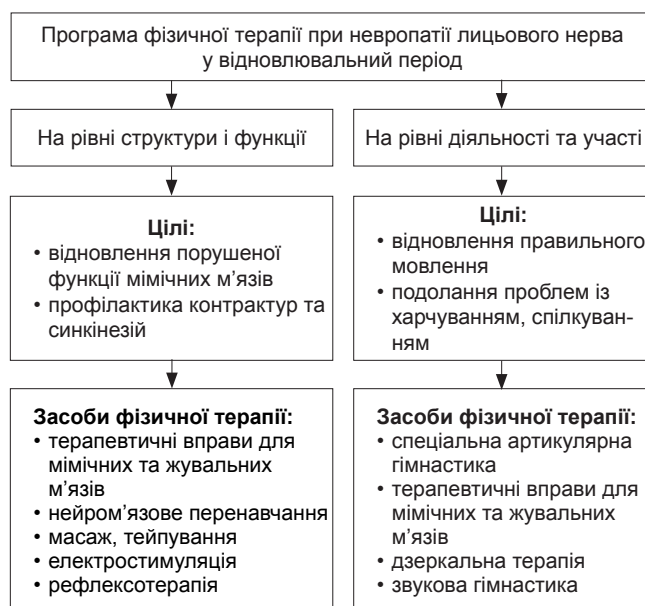 Програма фізичної терапії при невропатії лицьового нерва
у відновлювальний період
На рівні структури і функції
Цілі:
• відновлення порушеної
функції мімічних м’язів
• профілактика контрактур та
синкінезій
Засоби фізичної терапії:
• терапевтичні вправи для
мімічних та жувальних
м’язів
• нейром’язове перенавчання
• масаж, тейпування
• електростимуляція
• рефлексотерапія
На рівні діяльності та участі
Цілі:
• відновлення правильного
мовлення
• подолання проблем із
харчуванням, спілкуван-
ням
Засоби фізичної терапії:
• спеціальна артикулярна
гімнастика
• терапевтичні вправи для
мімічних та жувальних
м’язів
• дзеркальна терапія
• звукова гімнастика